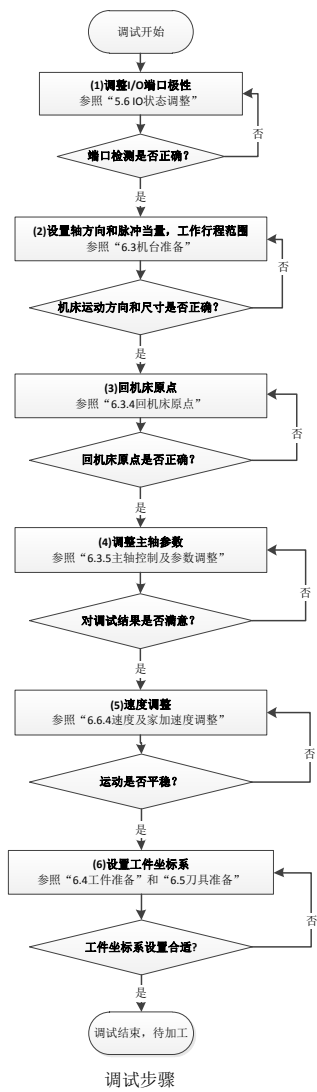 调试开始
(1)调整I/O端口极性
参照“5.6 IO状态调整”
否
端口检测是否正确？
是
(2)设置轴方向和脉冲当量，工作行程范围
参照“6.3机台准备”
否
机床运动方向和尺寸是否正确？
是
(3)回机床原点
参照“6.3.4回机床原点”
否
回机床原点是否正确？
是
(4)调整主轴参数
参照“6.3.5主轴控制及参数调整”
否
对调试结果是否满意？
是
(5)速度调整
参照“6.6.4速度及家加速度调整”
否
运动是否平稳？
是
(6)设置工件坐标系
参照“6.4工件准备”和“6.5刀具准备”
否
工件坐标系设置合适?
是
调试结束，待加工
调试步骤